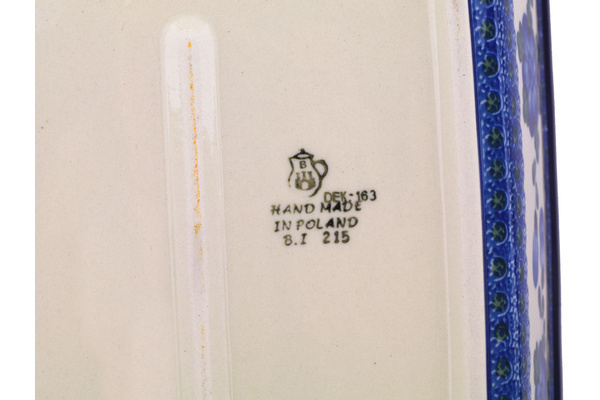 B
DEK-163
HAND MADE
IN POLAND
B.I 215